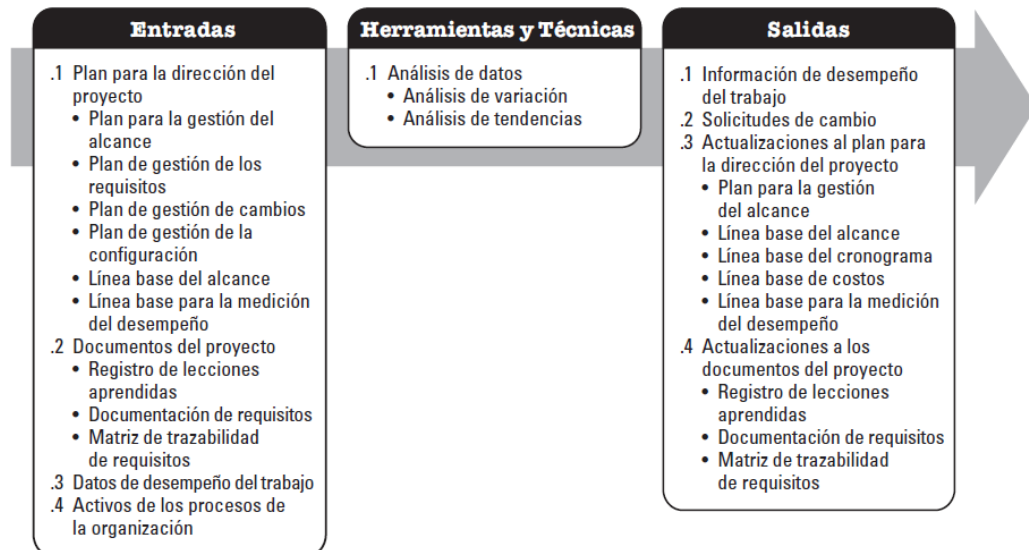 Entradas
.1 Plan para la dirección del
proyecto
• Plan para la gestión del
alcance
• Plan de gestión de los
requisitos
• Plan de gestión de cambios
• Plan de gestión de la
configuración
• Línea base del alcance
• Línea base para la medición
del desempeño
.2 Documentos del proyecto
• Registro de lecciones
aprendidas
• Documentación de requisitos
• Matriz de trazabilidad
de requisitos
.3 Datos de desempeño del trabajo
.4 Activos de los procesos de
la organización
Herramientas y Técnicas
.1 Análisis de datos
• Análisis de variación
• Análisis de tendencias
Salidas
.1 Información de desempeño
del trabajo
.2 Solicitudes de cambio
.3 Actualizaciones al plan para
la dirección del proyecto
• Plan para la gestión
del alcance
• Línea base del alcance
• Línea base del cronograma
• Línea base de costos
• Línea base para la medición
del desempeño
.4 Actualizaciones a los
documentos del proyecto
• Registro de lecciones
aprendidas
• Documentación de requisitos
• Matriz de trazabilidad
de requisitos